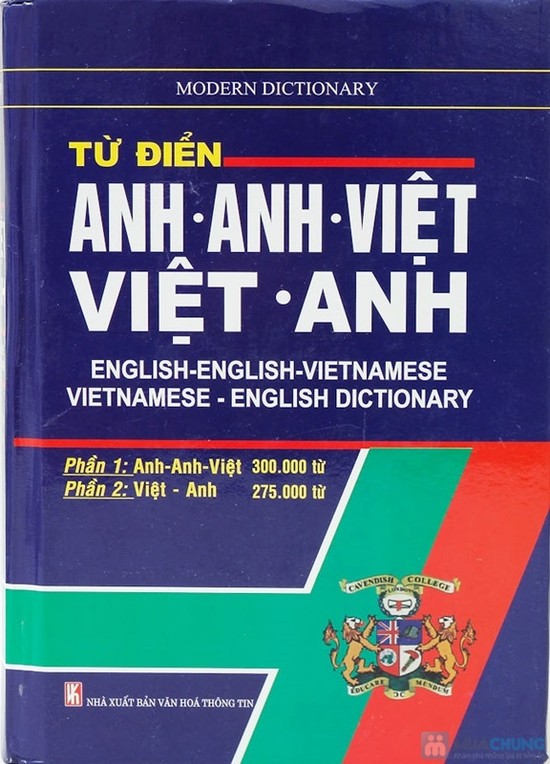 MODERN DICTIONARY
TỪ ĐIỂN
ANH·ANH·VIỆT
VIỆT·ANH
ENGLISH-ENGLISH-VIETNAMESE
VIETNAMESE - ENGLISH DICTIONARY
Phần 1: Anh-Anh-Việt 300.000 từ
Phần 2: Việt - Anh 275.000 từ
CAVENDISH COLLEGE
LONDON
EDUCARE MUNDUM
NHÀ XUẤT BẢN VĂN HOÁ THÔNG TIN
MUACHUNG